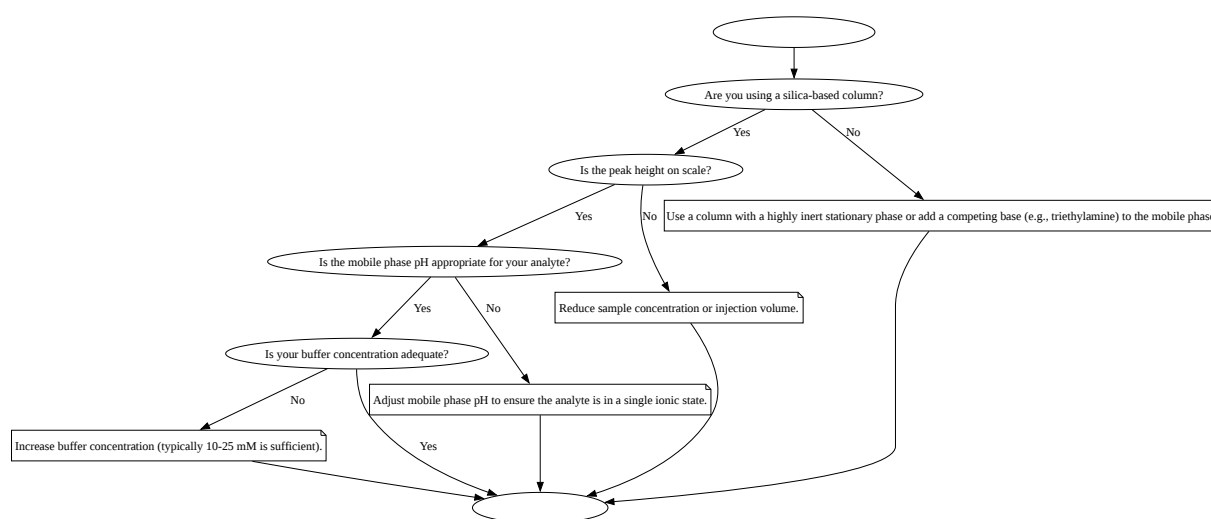 Are you using a silica-based column?
Yes
No
Is the peak height on scale?
Yes
No
Use a column with a highly inert stationary phase or add a competing base (e.g., triethylamine) to the mobile phase
Is the mobile phase pH appropriate for your analyte?
Yes
No
Reduce sample concentration or injection volume.
Is your buffer concentration adequate?
No
Yes
Adjust mobile phase pH to ensure the analyte is in a single ionic state.
Increase buffer concentration (typically 10-25 mM is sufficient).